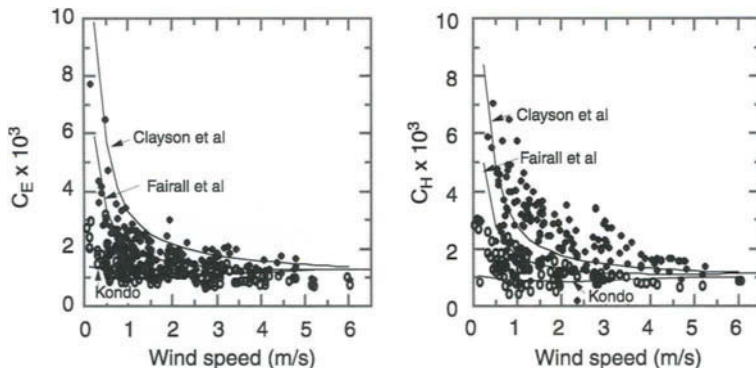 10
8
6
4
2
0
C_E x 10^3
Clayson et al
Fairall et al
Kondo
0 1.0 2 3 4 5 6
Wind speed (m/s)
10
8
6
4
2
0
C_H x 10^3
Clayson et al
Fairall et al
Kondo
0 1.0 2 3 4 5 6
Wind speed (m/s)